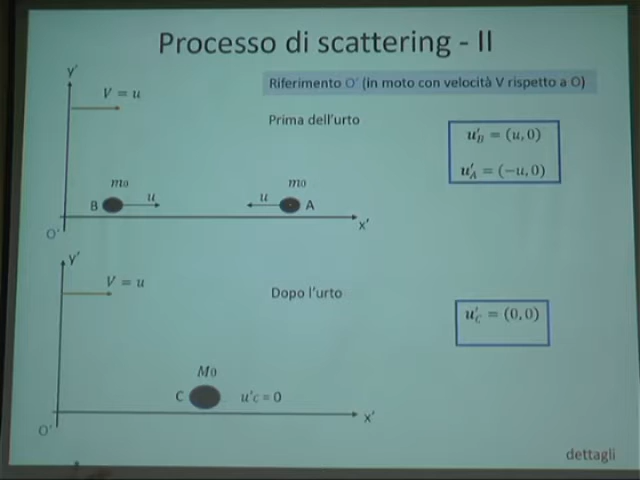 Processo di scattering - II
Riferimento O' (in moto con velocità V rispetto a O)
y'
V = u
Prima dell'urto
u'_B = (u, 0)
u'_A = (-u, 0)
m0
m0
B
u
u
A
O'
x'
y'
V = u
Dopo l'urto
u'_C = (0, 0)
M0
C
u'c = 0
O'
x'
dettagli